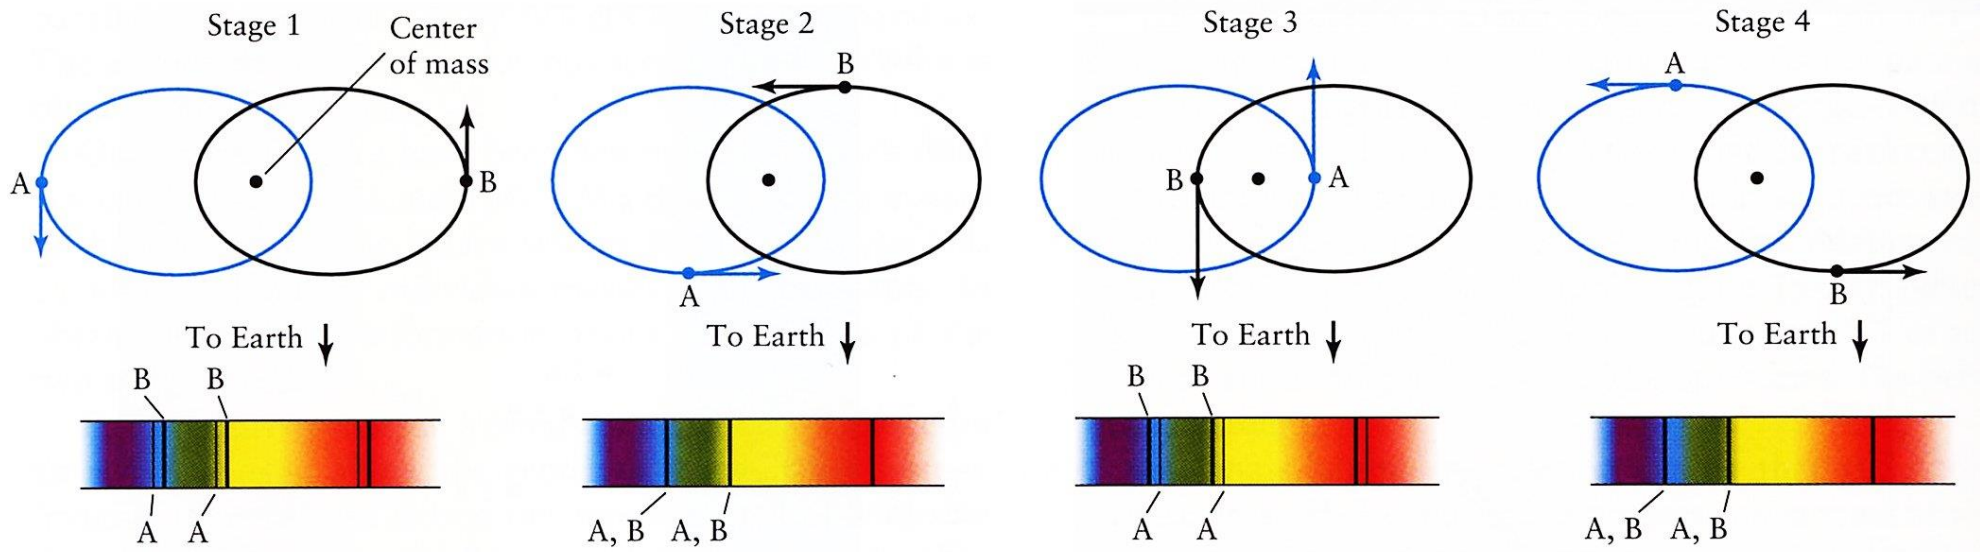 Stage 1
Center
of mass
A
B
To Earth
B
B
A
A
Stage 2
B
A
To Earth
A, B
A, B
Stage 3
B
A
To Earth
B
B
A
A
Stage 4
A
B
To Earth
A, B
A, B